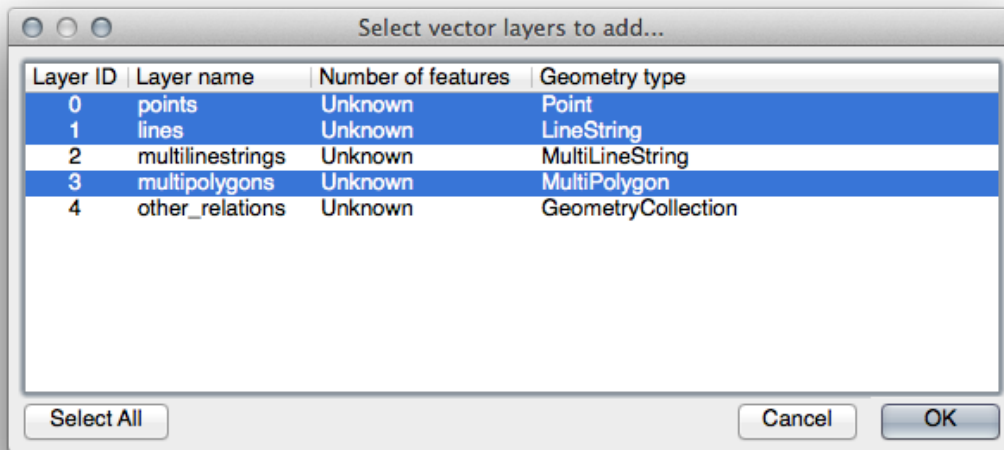 Select vector layers to add...
Layer ID Layer name Number of features Geometry type
0 points Unknown Point
1 lines Unknown LineString
2 multilinestrings Unknown MultiLineString
3 multipolygons Unknown MultiPolygon
4 other_relations Unknown GeometryCollection
Select All Cancel OK